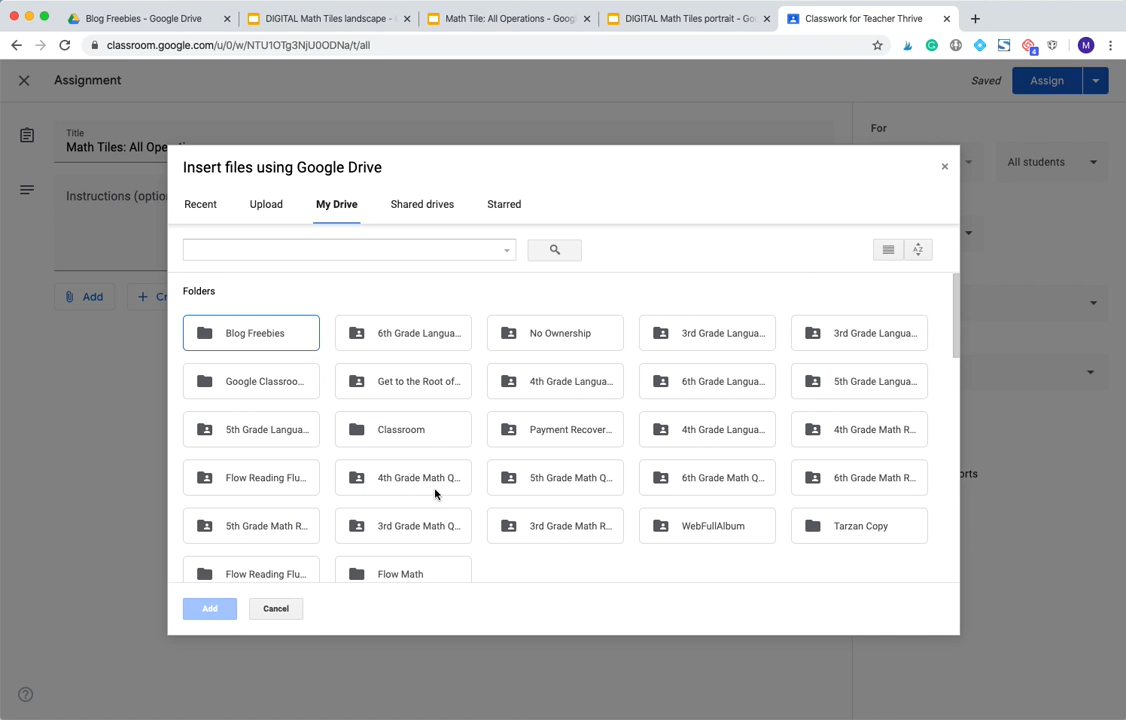 Blog Freebies - Google Drive
DIGITAL Math Tiles landscape -
Math Tile: All Operations - Goog
DIGITAL Math Tiles portrait - Go
Classwork for Teacher Thrive
classroom.google.com/u/0/w/NTU1OTg3NjU0ODNa/t/all
4
M
Assignment
Saved
Assign
Title
Math Tiles: All Ope
For
All students
Instructions (optio
Add
Cr
Insert files using Google Drive
Recent
Upload
My Drive
Shared drives
Starred
AZ
Folders
Blog Freebies
6th Grade Langua...
No Ownership
3rd Grade Langua...
3rd Grade Langua...
Google Classroo...
Get to the Root of...
4th Grade Langua...
6th Grade Langua...
5th Grade Langua...
5th Grade Langua...
Classroom
Payment Recover...
4th Grade Langua...
4th Grade Math R...
Flow Reading Flu...
4th Grade Math Q...
5th Grade Math Q...
6th Grade Math Q...
6th Grade Math R...
5th Grade Math R...
3rd Grade Math Q...
3rd Grade Math R...
WebFullAlbum
Tarzan Copy
Flow Reading Flu...
Flow Math
orts
Add
Cancel